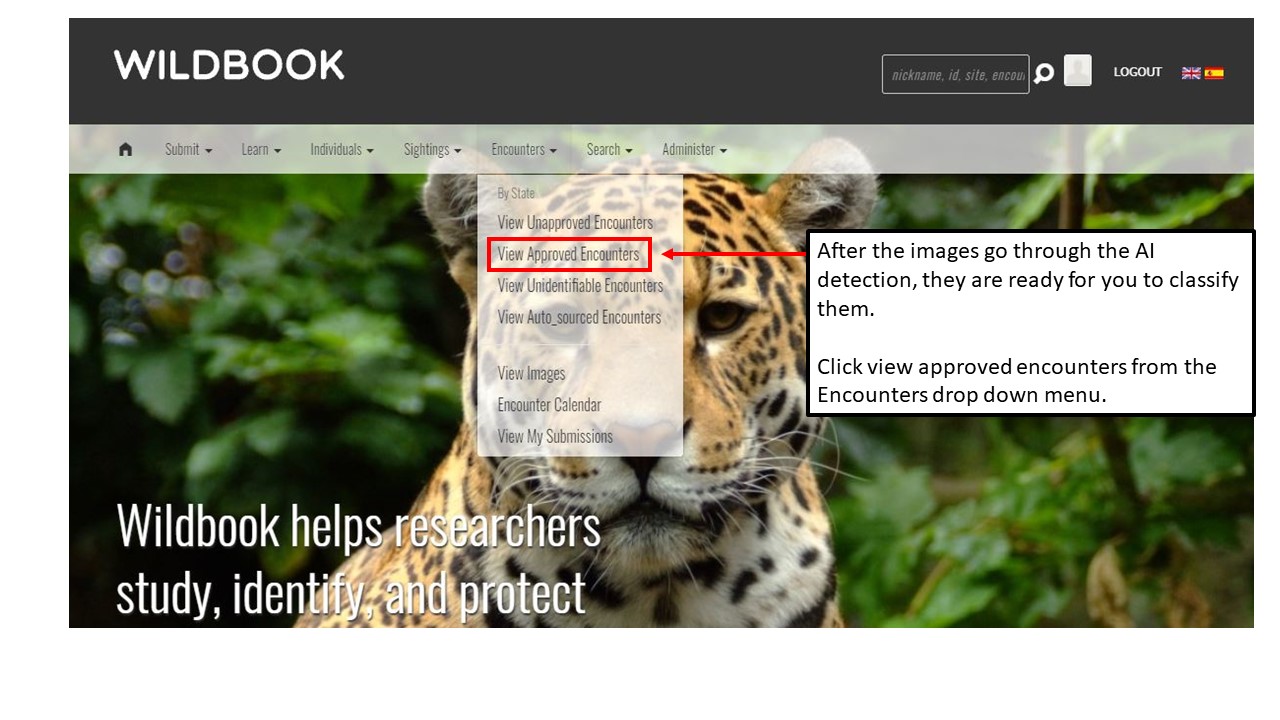 WILDBOOK
nickname, id, site, encou
LOGOUT
Submit Learn Individuals Sightings Encounters Search Administer
By State
View Unapproved Encounters
View Approved Encounters
View Unidentifiable Encounters
View Auto_sourced Encounters
View Images
Encounter Calendar
View My Submissions
After the images go through the AI
detection, they are ready for you to classify
them.
Click view approved encounters from the
Encounters drop down menu.
Wildbook helps researchers
study, identify, and protect